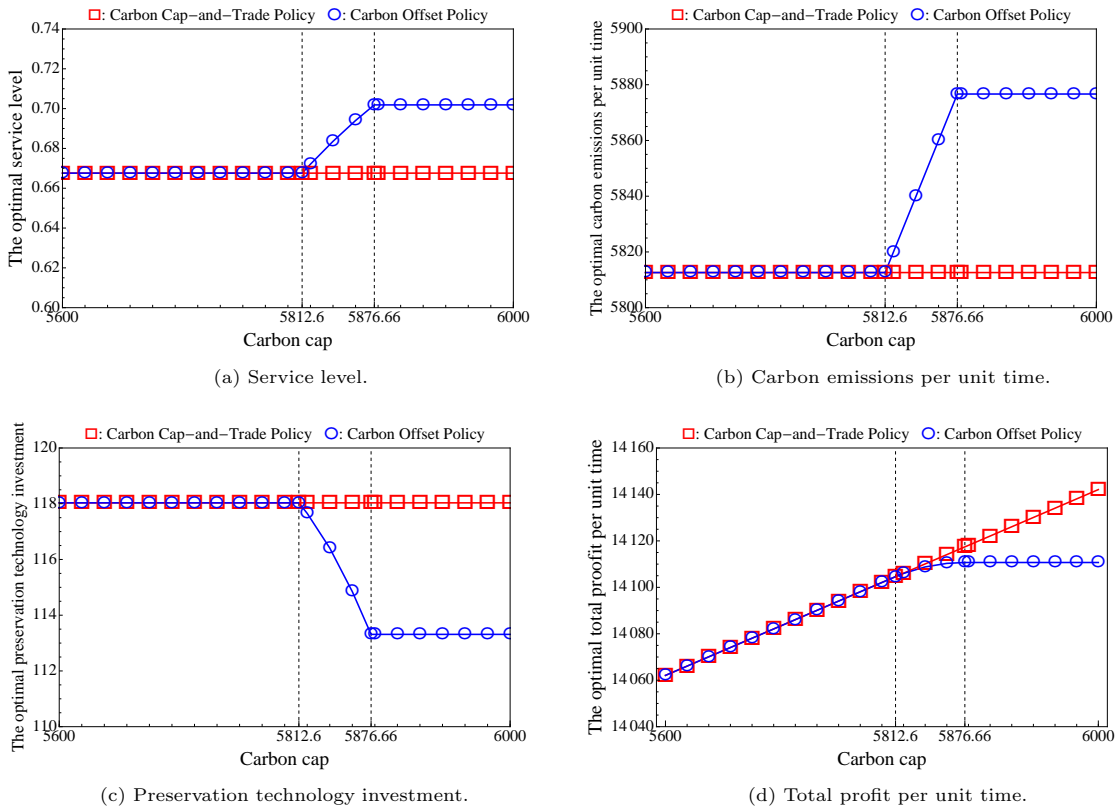 □: Carbon Cap−and−Trade Policy ○: Carbon Offset Policy
The optimal service level
0.74
0.72
0.70
0.68
0.66
0.64
0.62
0.60
5600 5812.6 5876.66 6000
Carbon cap
(a) Service level.
□: Carbon Cap−and−Trade Policy ○: Carbon Offset Policy
The optimal carbon emissions per unit time
5900
5880
5860
5840
5820
5800
5600 5812.6 5876.66 6000
Carbon cap
(b) Carbon emissions per unit time.
□: Carbon Cap−and−Trade Policy ○: Carbon Offset Policy
The optimal preservation technology investment
120
118
116
114
112
110
5600 5812.6 5876.66 6000
Carbon cap
(c) Preservation technology investment.
□: Carbon Cap−and−Trade Policy ○: Carbon Offset Policy
The optimal total proofit per unit time
14 160
14 140
14 120
14 100
14 080
14 060
14 040
5600 5812.6 5876.66 6000
Carbon cap
(d) Total profit per unit time.